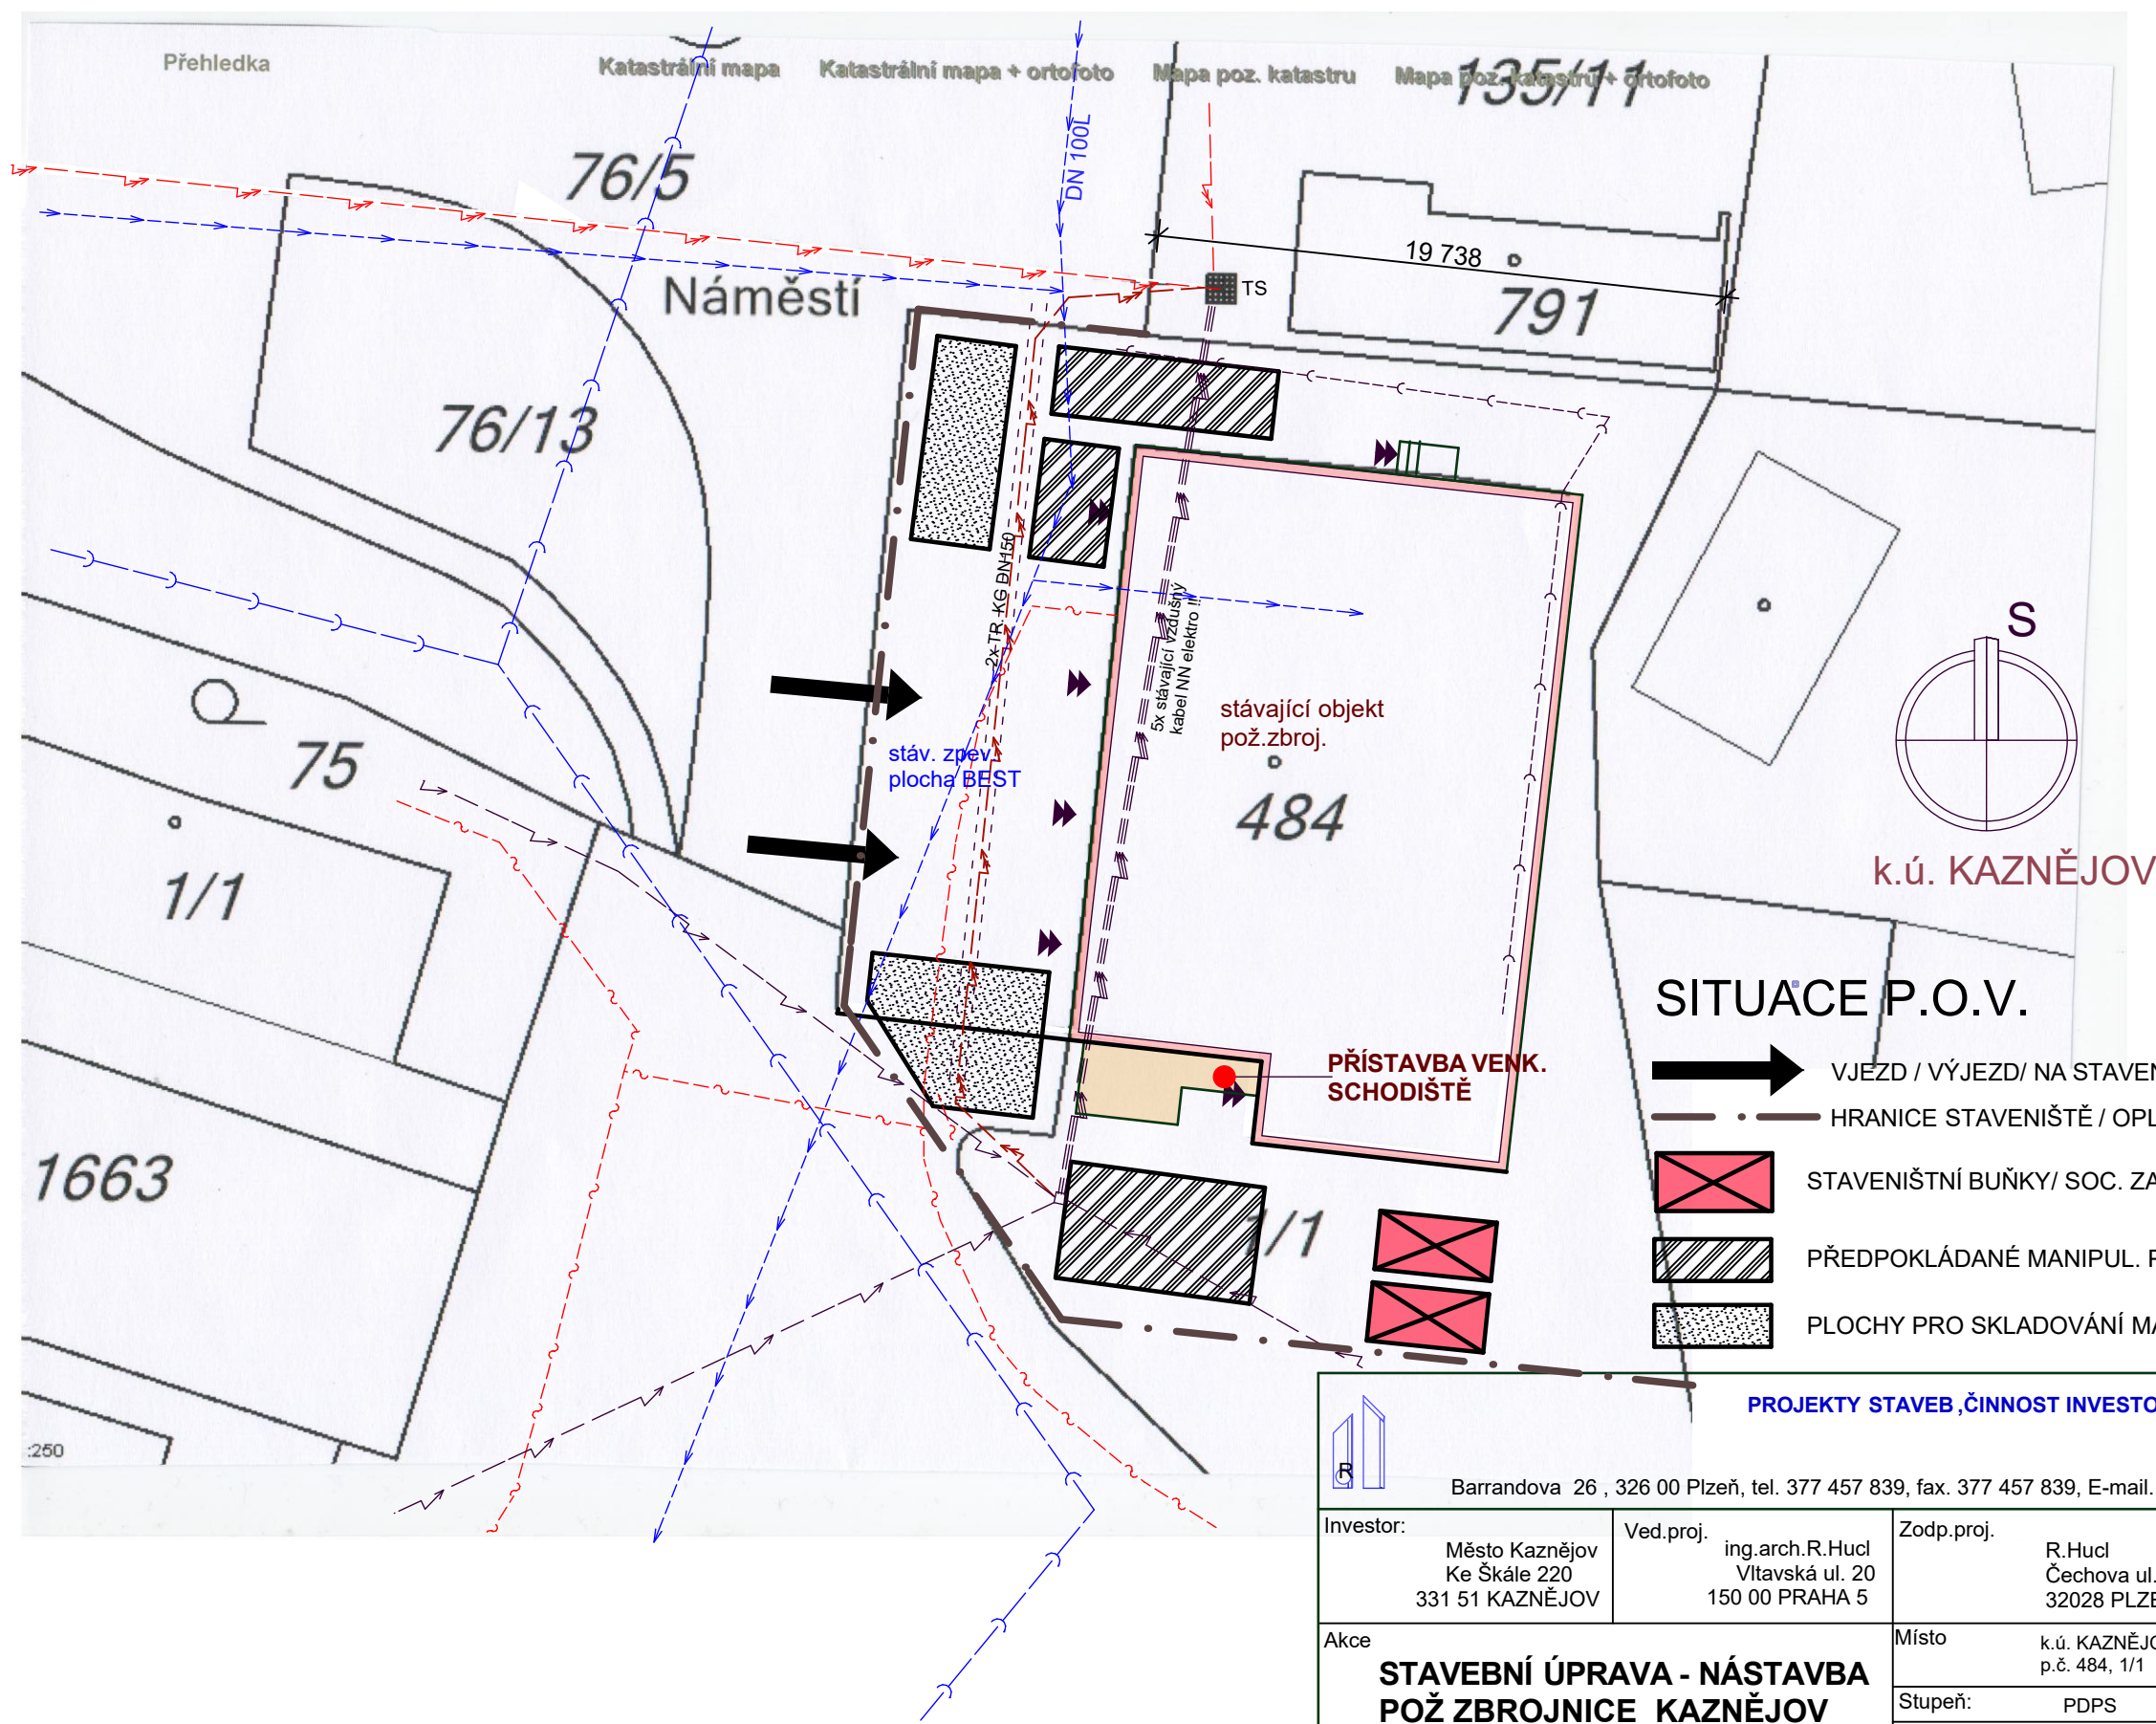 Přehledka
Katastrální mapa
Katastrální mapa + ortofoto
Mapa poz. katastru
Mapa poz. katastru + ortofoto
135/11
76/5
DN 100L
19 738
TS
791
Náměstí
76/13
2x TR. KG DN150
5x stávající vzdušný
kabel NN elektro !!
S
stávající objekt
pož.zbroj.
75
stáv. zpev.
plocha BEST
484
1/1
k.ú. KAZNĚJOV
SITUACE P.O.V.
PŘÍSTAVBA VENK.
SCHODIŠTĚ
VJEZD / VÝJEZD/ NA STAVEN
HRANICE STAVENIŠTĚ / OPL
1663
STAVENIŠTNÍ BUŇKY/ SOC. ZA
1/1
PŘEDPOKLÁDANÉ MANIPUL. P
PLOCHY PRO SKLADOVÁNÍ MA
:250
PROJEKTY STAVEB ,ČINNOST INVESTO
R
Barrandova 26 , 326 00 Plzeň, tel. 377 457 839, fax. 377 457 839, E-mail.
Investor:
Město Kaznějov
Ke Škále 220
331 51 KAZNĚJOV
Ved.proj.
ing.arch.R.Hucl
Vltavská ul. 20
150 00 PRAHA 5
Zodp.proj.
R.Hucl
Čechova ul.
32028 PLZE
Akce
STAVEBNÍ ÚPRAVA - NÁSTAVBA
POŽ ZBROJNICE KAZNĚJOV
Místo
k.ú. KAZNĚJO
p.č. 484, 1/1
Stupeň:
PDPS